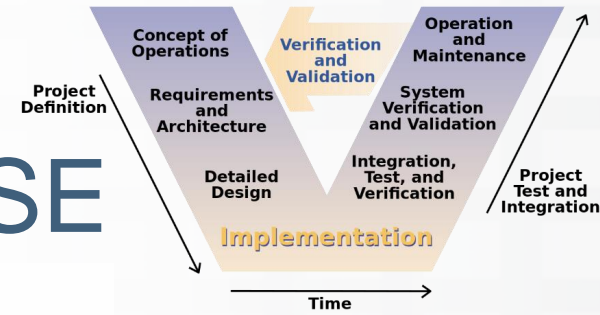 Concept of
Operations
Verification
and
Validation
Operation
and
Maintenance
Project
Definition
Requirements
and
Architecture
System
Verification
and Validation
SE
Detailed
Design
Integration,
Test, and
Verification
Project
Test and
Integration
Implementation
Time